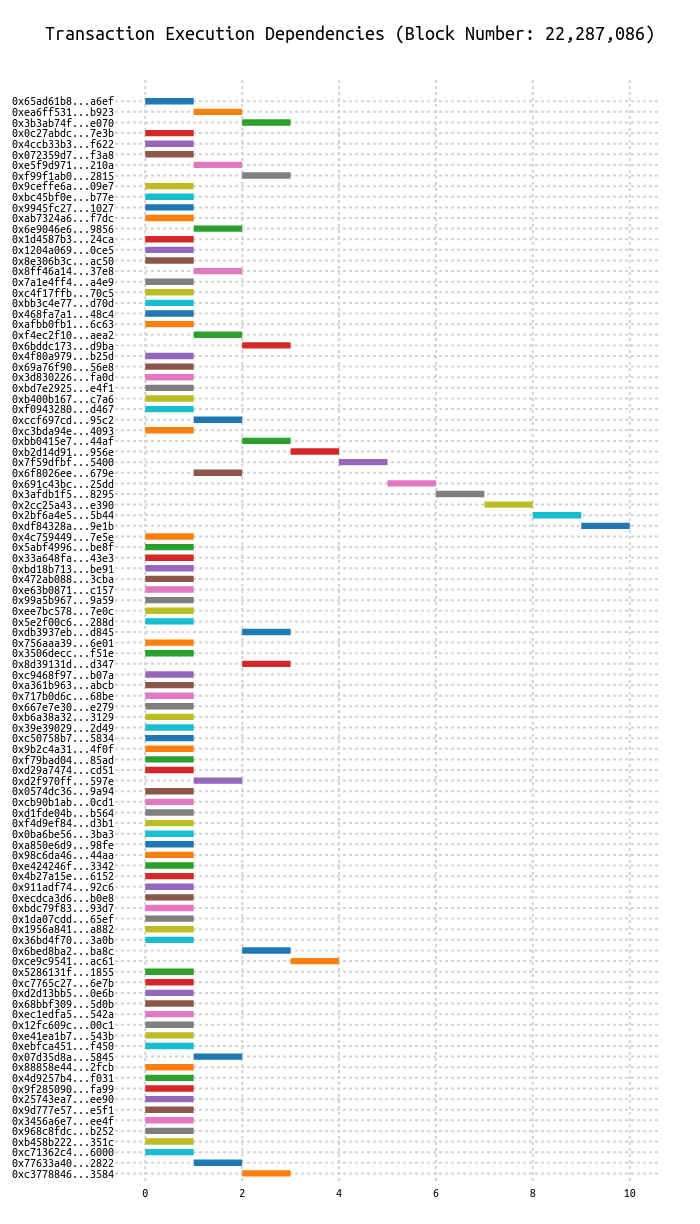 Transaction Execution Dependencies (Block Number: 22,287,086)
0x65ad61b8...a6ef
0xea6ff531...b923
0x3b3ab74f...e070
0x0c27abdc...7e3b
0x4ccb33b3...f622
0x072359d7...f3a8
0xe5f9d971...210a
0xf99f1ab0...2815
0x9ceffe6a...09e7
0xbc45bf0e...b77e
0x9945fc27...1027
0xab7324a6...f7dc
0x6e9046e6...9856
0x1d4587b3...24ca
0x1204a069...0ce5
0x8e306b3c...ac50
0x8ff46a14...37e8
0x7a1e4ff4...a4e9
0xc4f17ffb...70c5
0xbb3c4e77...d70d
0x468fa7a1...48c4
0xafbb0fb1...6c63
0xf4ec2f10...aea2
0x6bddc173...d9ba
0x4f80a979...b25d
0x69a76f90...56e8
0x3d830226...fa0d
0xbd7e2925...e4f1
0xb400b167...c7a6
0xf0943280...d467
0xccf697cd...95c2
0xc3bda94e...4093
0xbb0415e7...44af
0xb2d14d91...956e
0x7f59dfbf...5400
0x6f8026ee...679e
0x691c43bc...25dd
0x3afdb1f5...8295
0x2cc25a43...e390
0x2bf6a4e5...5b44
0xdf84328a...9e1b
0x4c759449...7e5e
0x5abf4996...be8f
0x33a648fa...43e3
0xbd18b713...be91
0x472ab088...3cba
0xe63b0871...c157
0x99a5b967...9a59
0xee7bc578...7e0c
0x5e2f00c6...288d
0xdb3937eb...d845
0x756aaa39...6e01
0x3506decc...f51e
0x8d39131d...d347
0xc9468f97...b07a
0xa361b963...abcb
0x717b0d6c...68be
0x667e7e30...e279
0xb6a38a32...3129
0x39e39029...2d49
0xc50758b7...5834
0x9b2c4a31...4f0f
0xf79bad04...85ad
0xd29a7474...cd51
0xd2f970ff...597e
0x0574dc36...9a94
0xcb90b1ab...0cd1
0xd1fde04b...b564
0xf4d9ef84...d3b1
0x0ba6be56...3ba3
0xa850e6d9...98fe
0x98c6da46...44aa
0xe424246f...3342
0x4b27a15e...6152
0x911adf74...92c6
0xecdca3d6...b0e8
0xbdc79f83...93d7
0x1da07cdd...65ef
0x1956a841...a882
0x36bd4f70...3a0b
0x6bed8ba2...ba8c
0xce9c9541...ac61
0x5286131f...1855
0xc7765c27...6e7b
0xd2d13bb5...0e6b
0x68bbf309...5d0b
0xec1edfa5...542a
0x12fc609c...00c1
0xe41ea1b7...543b
0xebfca451...f450
0x07d35d8a...5845
0x88858e44...2fcb
0x4d9257b4...f031
0x9f285090...fa99
0x25743ea7...ee90
0x9d777e57...e5f1
0x3456a6e7...ee4f
0x968c8fdc...b252
0xb458b222...351c
0xc71362c4...6000
0x77633a40...2822
0xc3778846...3584
0 2 4 6 8 10